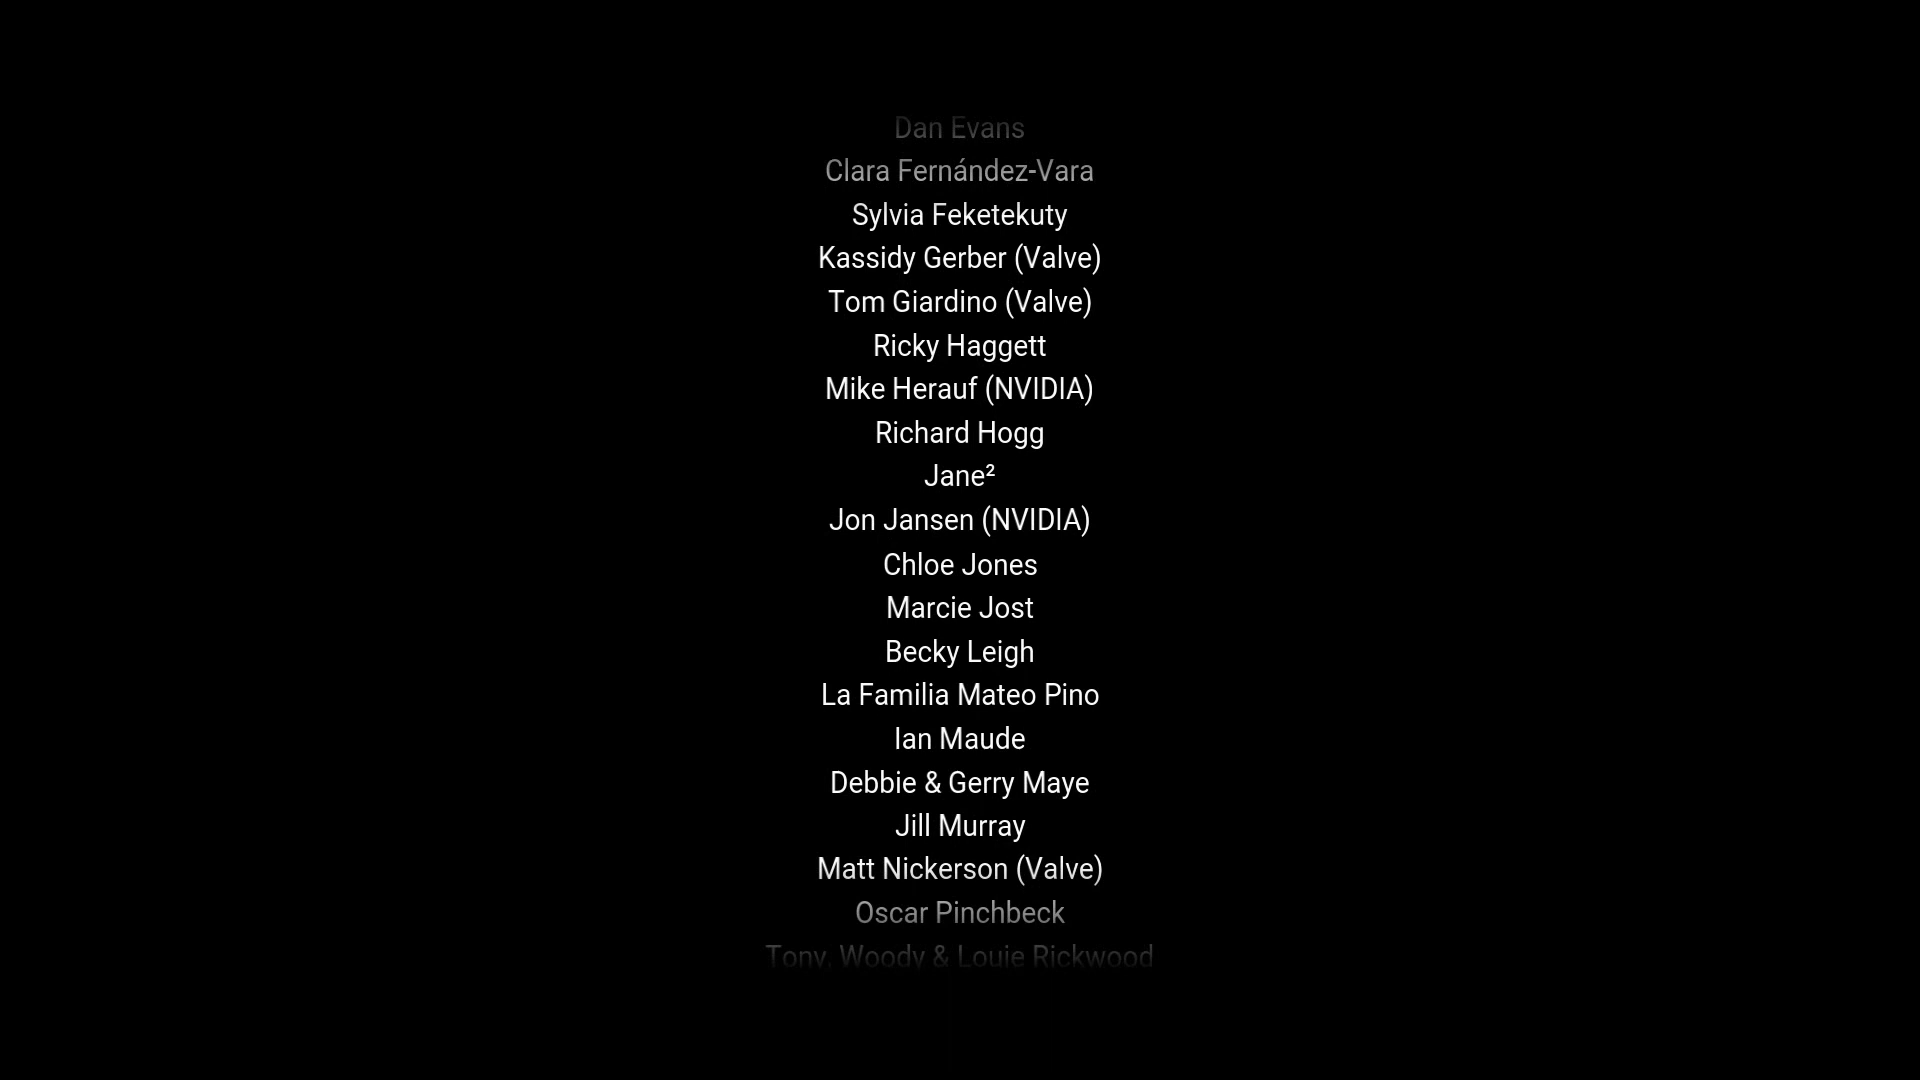 Dan Evans
Clara Fernández-Vara
Sylvia Feketekuty
Kassidy Gerber (Valve)
Tom Giardino (Valve)
Ricky Haggett
Mike Herauf (NVIDIA)
Richard Hogg
Jane²
Jon Jansen (NVIDIA)
Chloe Jones
Marcie Jost
Becky Leigh
La Familia Mateo Pino
Ian Maude
Debbie & Gerry Maye
Jill Murray
Matt Nickerson (Valve)
Oscar Pinchbeck
Tony, Woody & Louie Rickwood